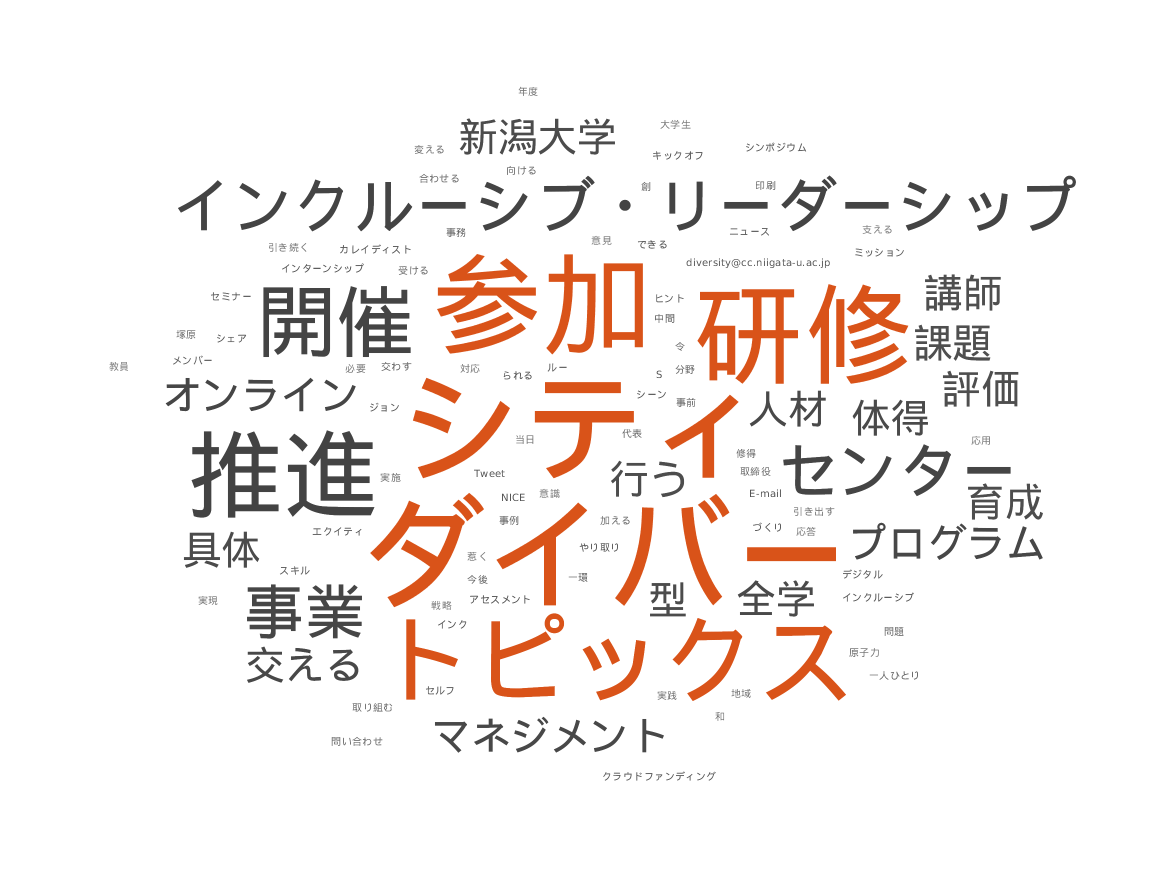 年度
新潟大学
大学生
変える
キックオフ
シンポジウム
合わせる
向ける
創
印刷
インクルーシブ・リーダーシップ
事務
意見
できる
ニュース
支える
引き続く
カレイディスト
ミッション
インターンシップ
受ける
diversity@cc.niigata-u.ac.jp
参加
研修
開催
セミナー
ヒント
講師
中間
塚原
シェア
課題
令
メンバー
教員
必要
交わす
対応
られる
ルー
S
分野
評価
オンライン
ジョン
シティ
シーン
事前
人材
体得
当日
代表
応用
推進
実施
Tweet
行う
修得
取締役
センター
NICE
意識
E-mail
育成
事例
加える
引き出す
エクイティ
づくり
応答
プログラム
具体
ダイバー
惹く
やり取り
スキル
今後
一環
デジタル
実現
事業
戦略
アセスメント
型
全学
インクルーシブ
インク
問題
交える
トピックス
原子力
一人ひとり
セルフ
実践
地域
取り組む
和
問い合わせ
マネジメント
クラウドファンディング